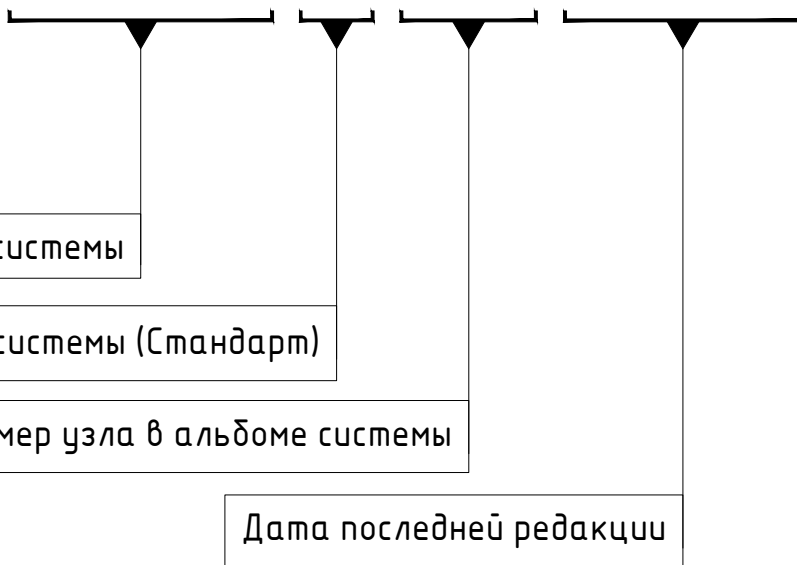 системы
системы (Стандарт)
мер узла в альбоме системы
Дата последней редакции